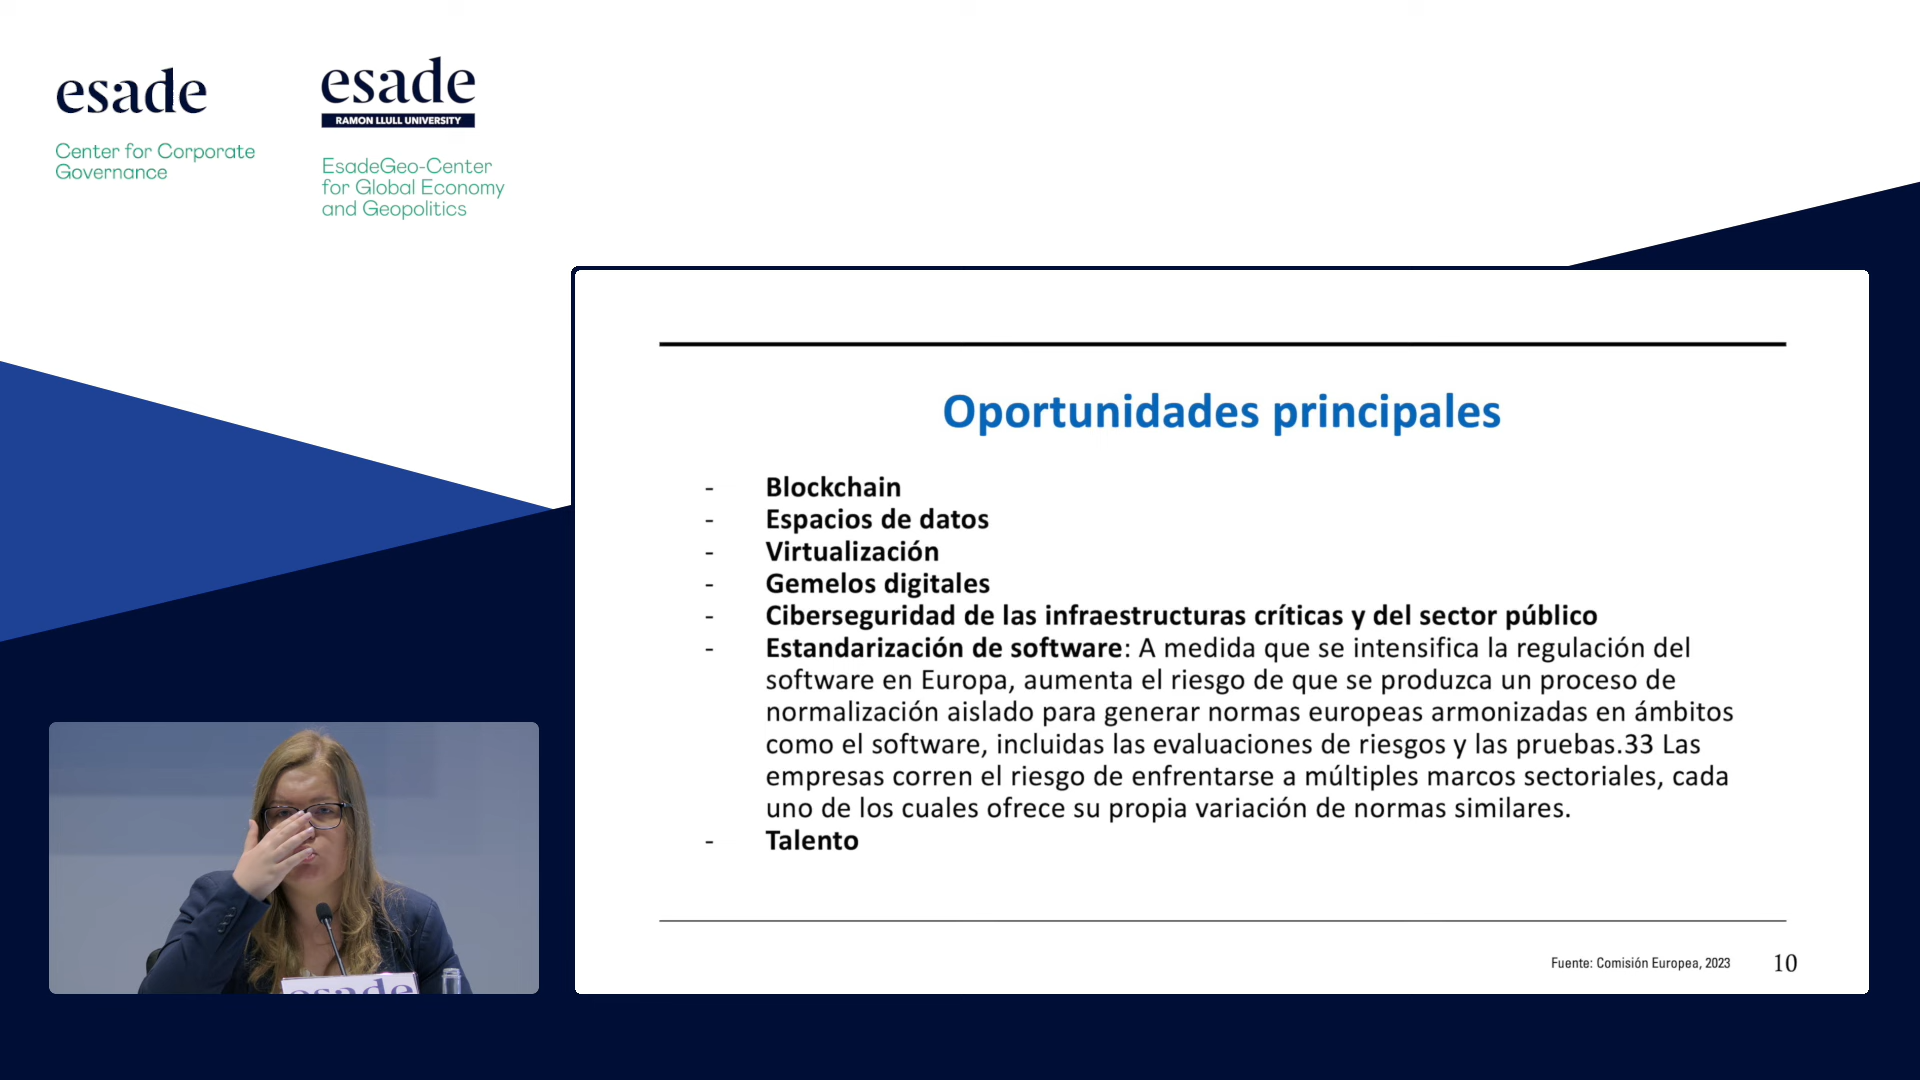 esade
Center for Corporate
Governance
esade
RAMON LLULL UNIVERSITY
EsadeGeo-Center
for Global Economy
and Geopolitics
Oportunidades principales
- Blockchain
- Espacios de datos
- Virtualización
- Gemelos digitales
- Ciberseguridad de las infraestructuras críticas y del sector público
- Estandarización de software: A medida que se intensifica la regulación del
software en Europa, aumenta el riesgo de que se produzca un proceso de
normalización aislado para generar normas europeas armonizadas en ámbitos
como el software, incluidas las evaluaciones de riesgos y las pruebas.33 Las
empresas corren el riesgo de enfrentarse a múltiples marcos sectoriales, cada
uno de los cuales ofrece su propia variación de normas similares.
- Talento
Fuente: Comisión Europea, 2023
10
esade